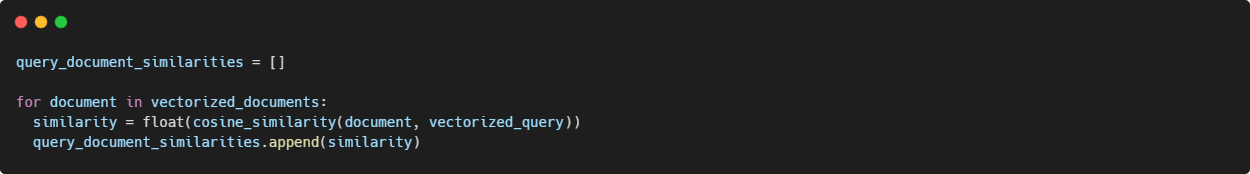 query_document_similarities = []
for document in vectorized_documents:
  similarity = float(cosine_similarity(document, vectorized_query))
  query_document_similarities.append(similarity)